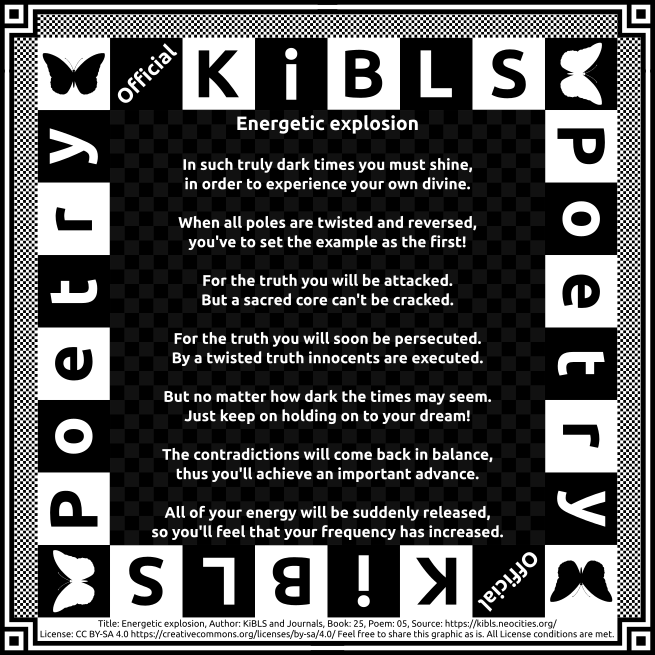 Official KiBLS
Poetry
Poetry
Energetic explosion
In such truly dark times you must shine,
in order to experience your own divine.
When all poles are twisted and reversed,
you've to set the example as the first!
For the truth you will be attacked.
But a sacred core can't be cracked.
For the truth you will soon be persecuted.
By a twisted truth innocents are executed.
But no matter how dark the times may seem.
Just keep on holding on to your dream!
The contradictions will come back in balance,
thus you'll achieve an important advance.
All of your energy will be suddenly released,
so you'll feel that your frequency has increased.
Official KiBLS
Title: Energetic explosion, Author: KiBLS and Journals, Book: 25, Poem: 05, Source: https://kibls.neocities.org/
License: CC BY-SA 4.0 https://creativecommons.org/licenses/by-sa/4.0/ Feel free to share this graphic as is. All License conditions are met.